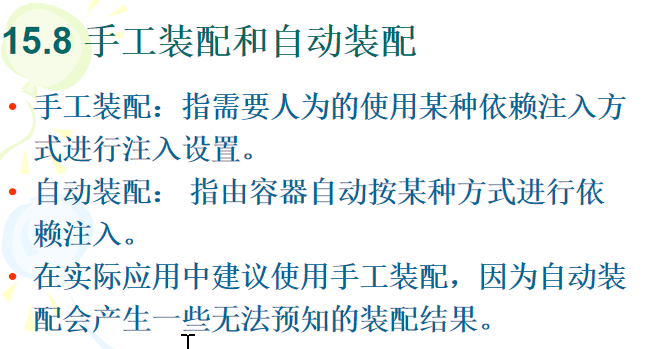 15.8 手工装配和自动装配
手工装配：指需要人为的使用某种依赖注入方
式进行注入设置。
自动装配： 指由容器自动按某种方式进行依
赖注入。
在实际应用中建议使用手工装配，因为自动装
配会产生一些无法预知的装配结果。